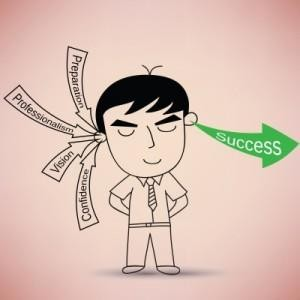 Preparation
Professionalism
Vision
Confidence
Success